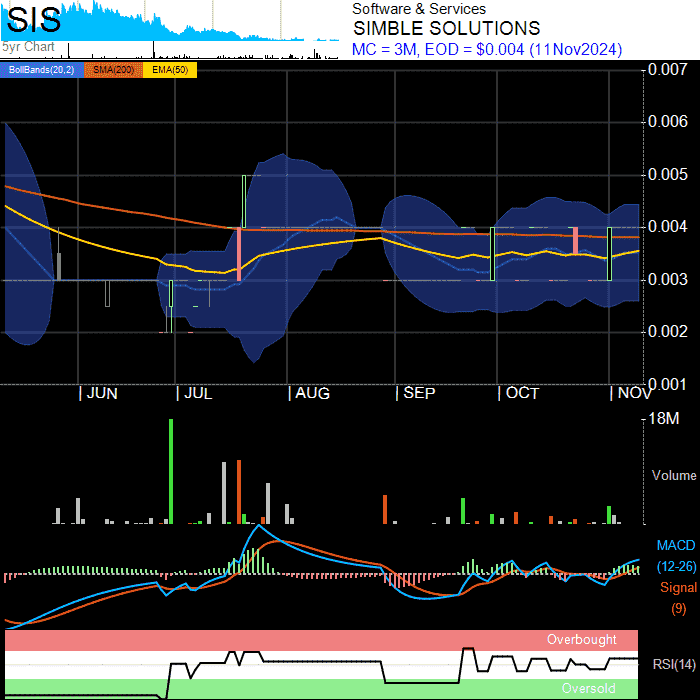 SIS
5yr Chart
Software & Services
SIMBLE SOLUTIONS
MC = 3M, EOD = $0.004 (11Nov2024)
BollBands(20,2) SMA(200) EMA(50)
0.007
0.006
0.005
0.004
0.003
0.002
0.001
JUN JUL AUG SEP OCT NOV
18M
Volume
MACD
(12-26)
Signal
(9)
Overbought
RSI(14)
Oversold